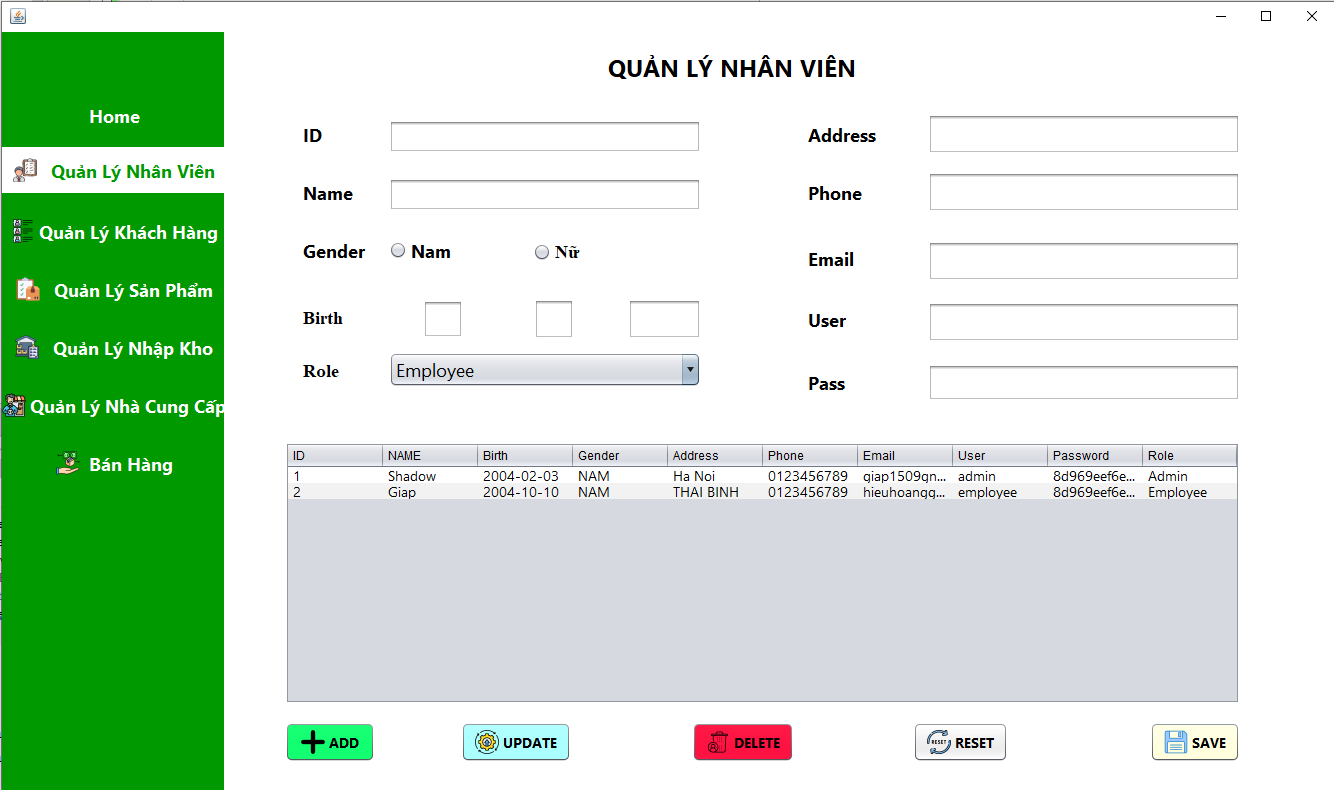 QUẢN LÝ NHÂN VIÊN
Home
Quản Lý Nhân Viên
Quản Lý Khách Hàng
Quản Lý Sản Phẩm
Quản Lý Nhập Kho
Quản Lý Nhà Cung Cấp
Bán Hàng
ID
Name
Gender Nam Nữ
Birth
Role Employee
Address
Phone
Email
User
Pass
ID NAME Birth Gender Address Phone Email User Password Role
1 Shadow 2004-02-03 NAM Ha Noi 0123456789 giap1509gn... admin 8d969eef6e... Admin
2 Giap 2004-10-10 NAM THAI BINH 0123456789 hieuhoangg... employee 8d969eef6e... Employee
ADD UPDATE DELETE RESET RESET SAVE